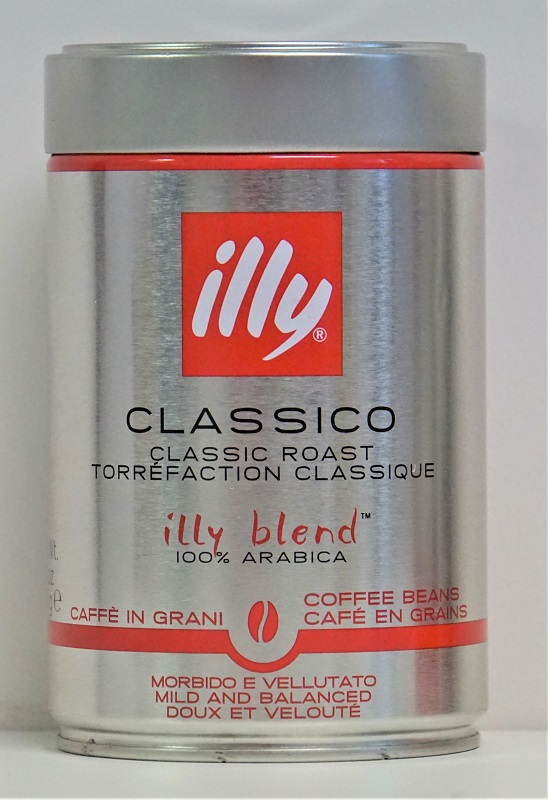 illy®
CLASSICO
CLASSIC ROAST
TORRÉFACTION CLASSIQUE
illy blend™
100% ARABICA
CAFFÈ IN GRANI
COFFEE BEANS
CAFÉ EN GRAINS
MORBIDO E VELLUTATO
MILD AND BALANCED
DOUX ET VELOUTÉ